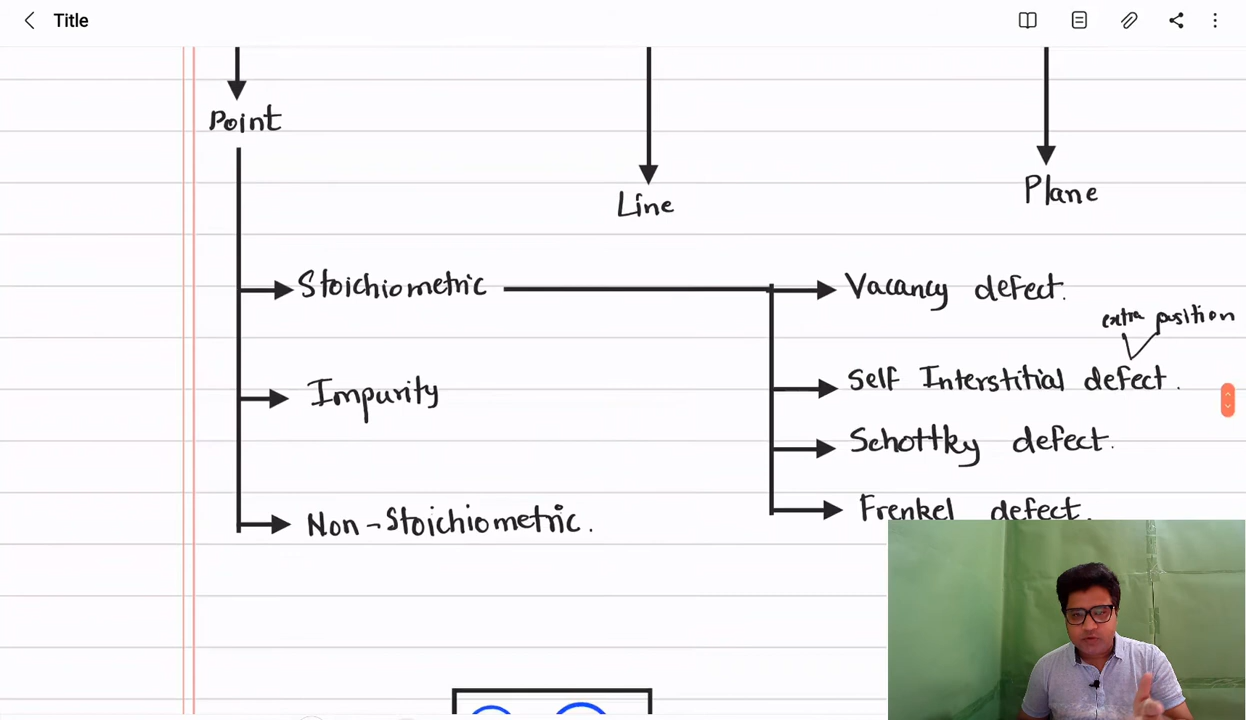 Title
Point
Line
Plane
Stoichiometric
Vacancy defect.
extra position
Self Interstitial defect.
Impurity
Schottky defect.
Frenkel defect.
Non-Stoichiometric.